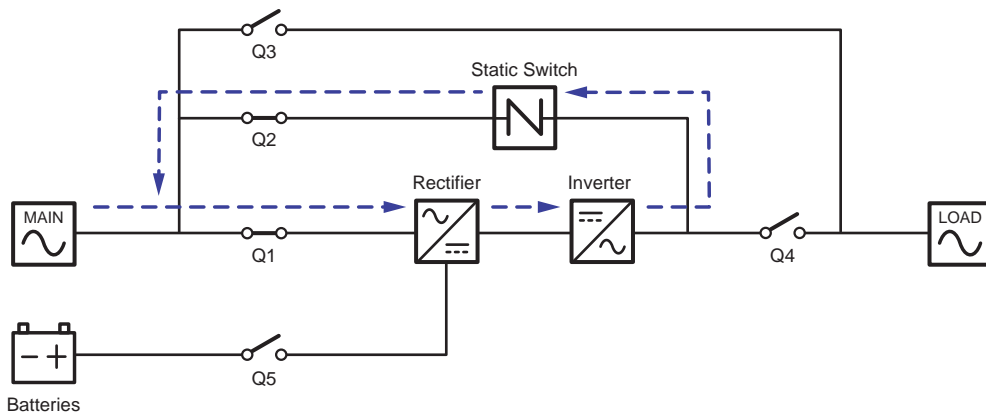 Q3
Static Switch
Q2
Rectifier
Inverter
MAIN
LOAD
Q1
Q4
Q5
Batteries